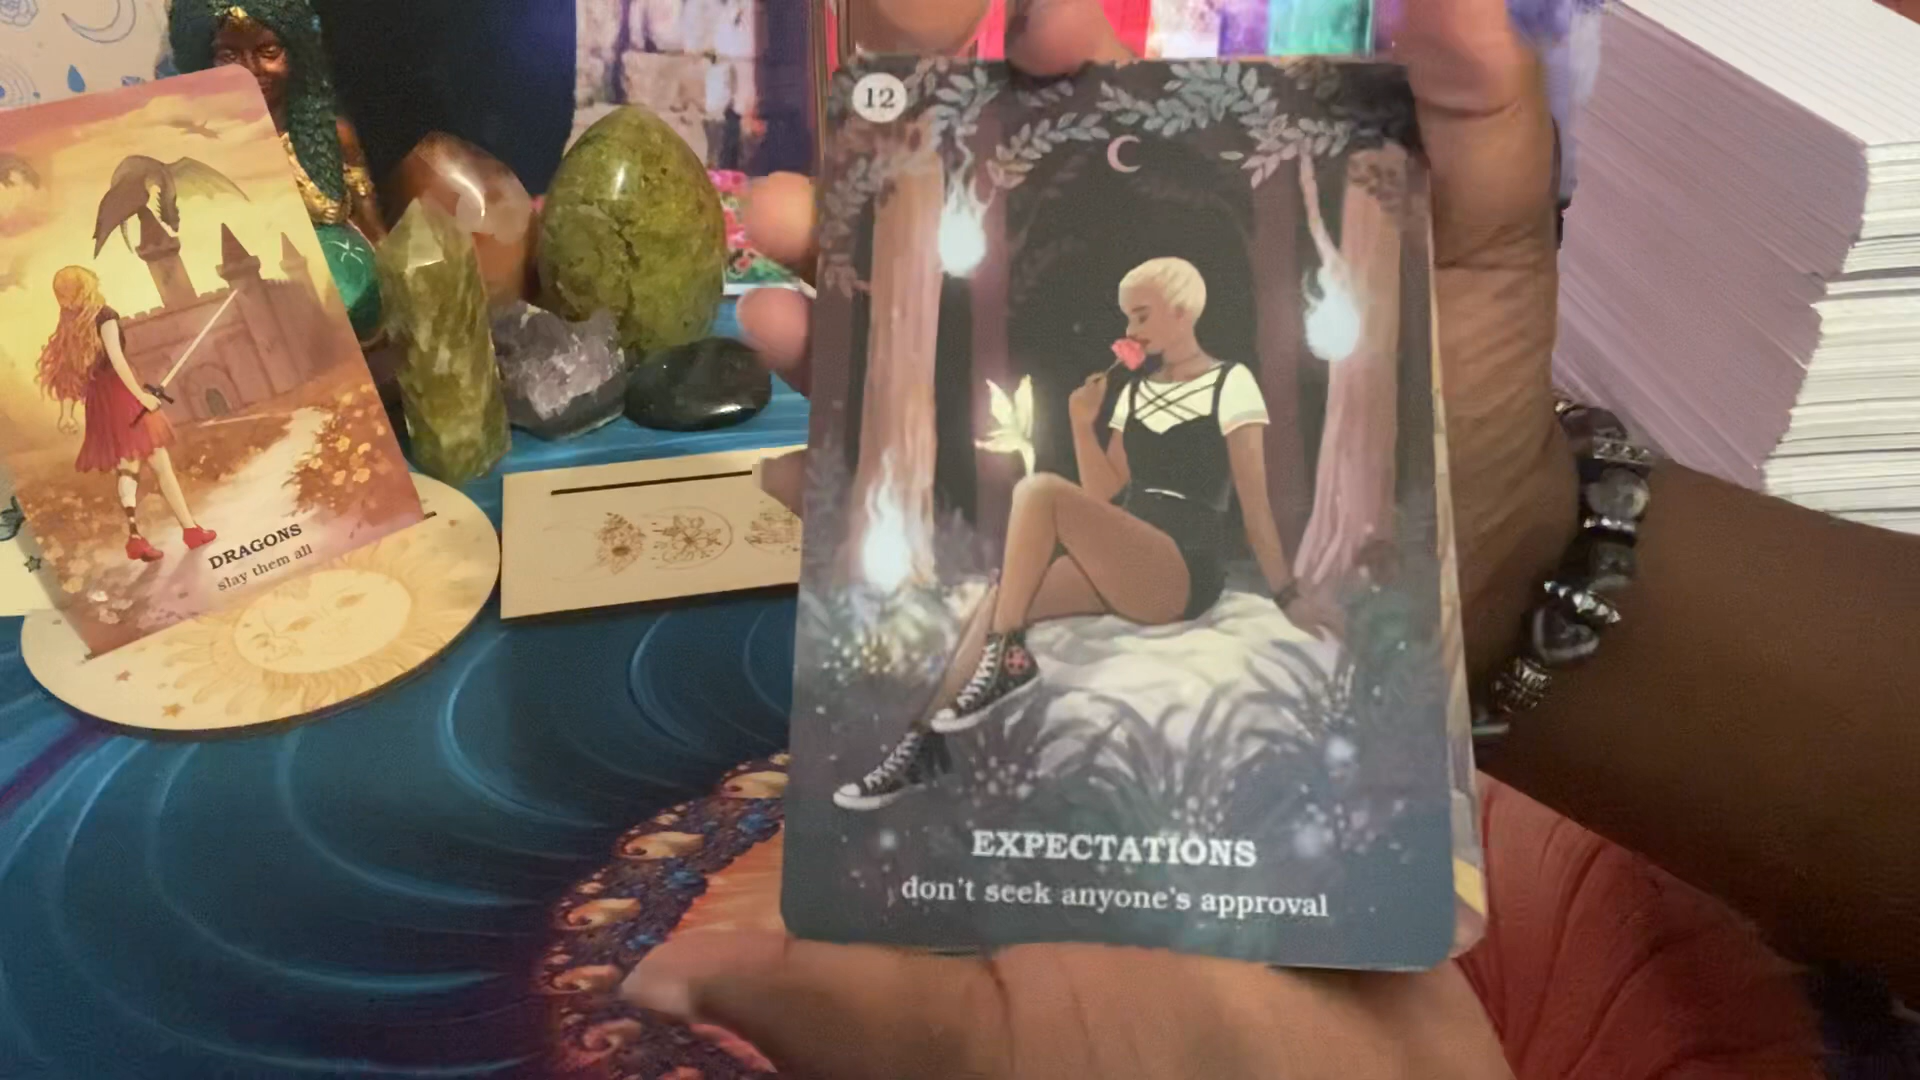 DRAGONS
slay them all
12
EXPECTATIONS
don't seek anyone's approval